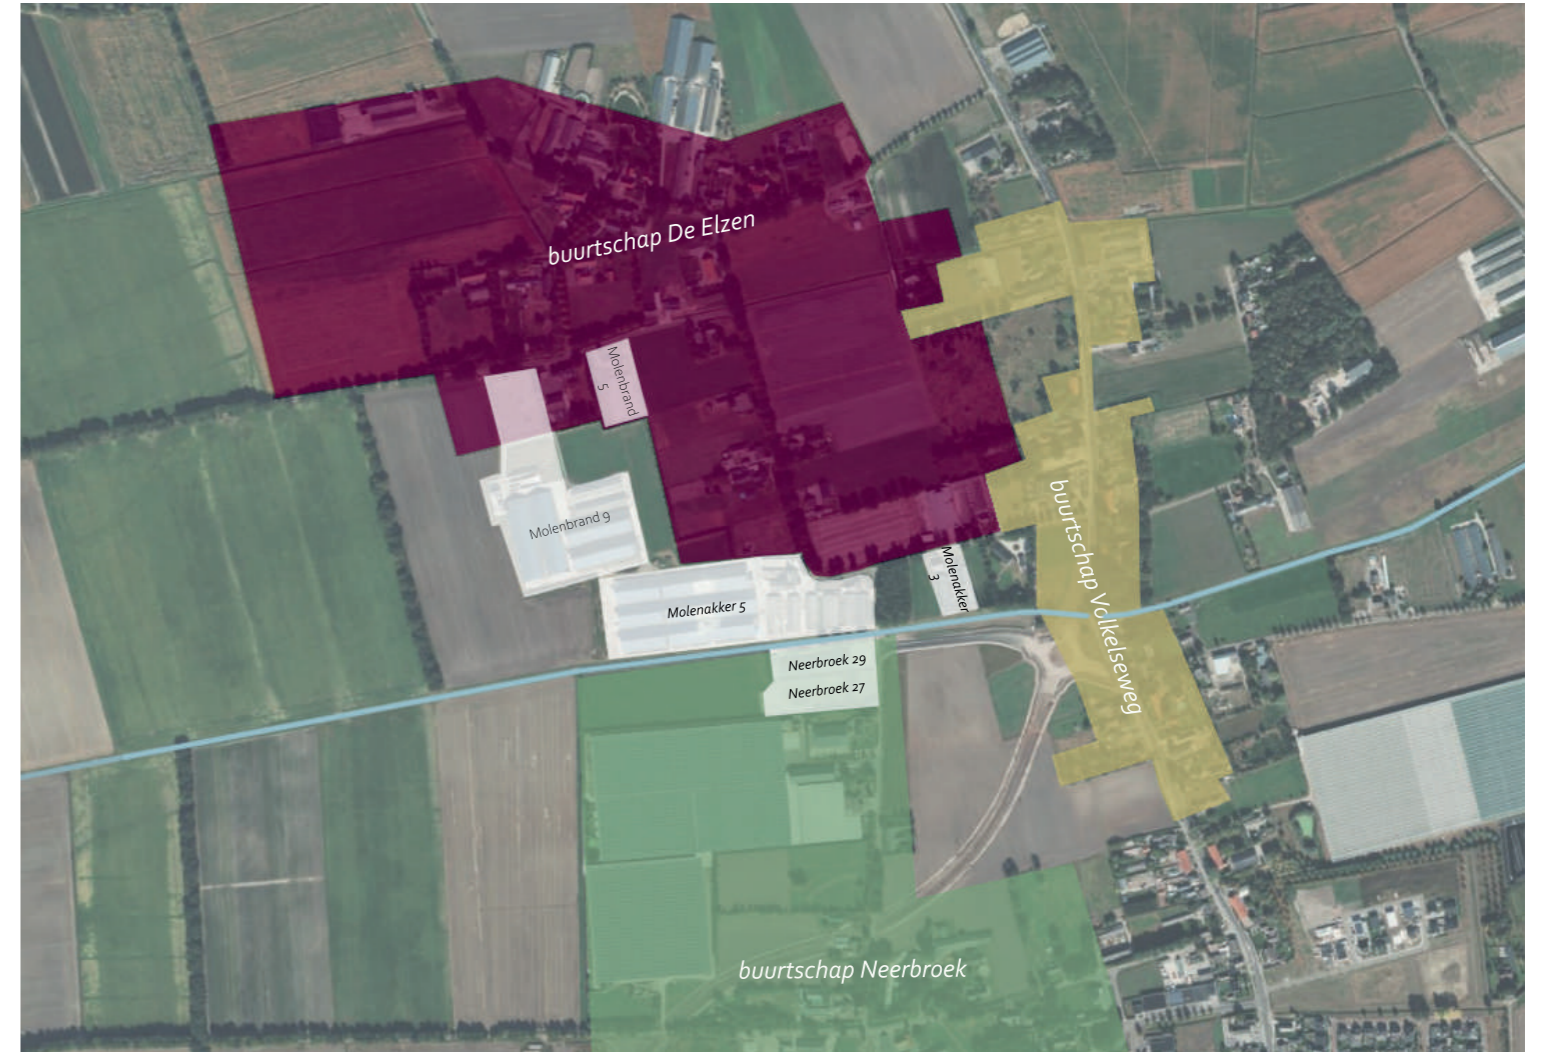 buurtschap De Elzen
Molenbrand
5
Molenbrand 9
buurtschap Volkelseweg
Molenakker
3
Molenakker 5
Neerbroek 29
Neerbroek 27
buurtschap Neerbroek